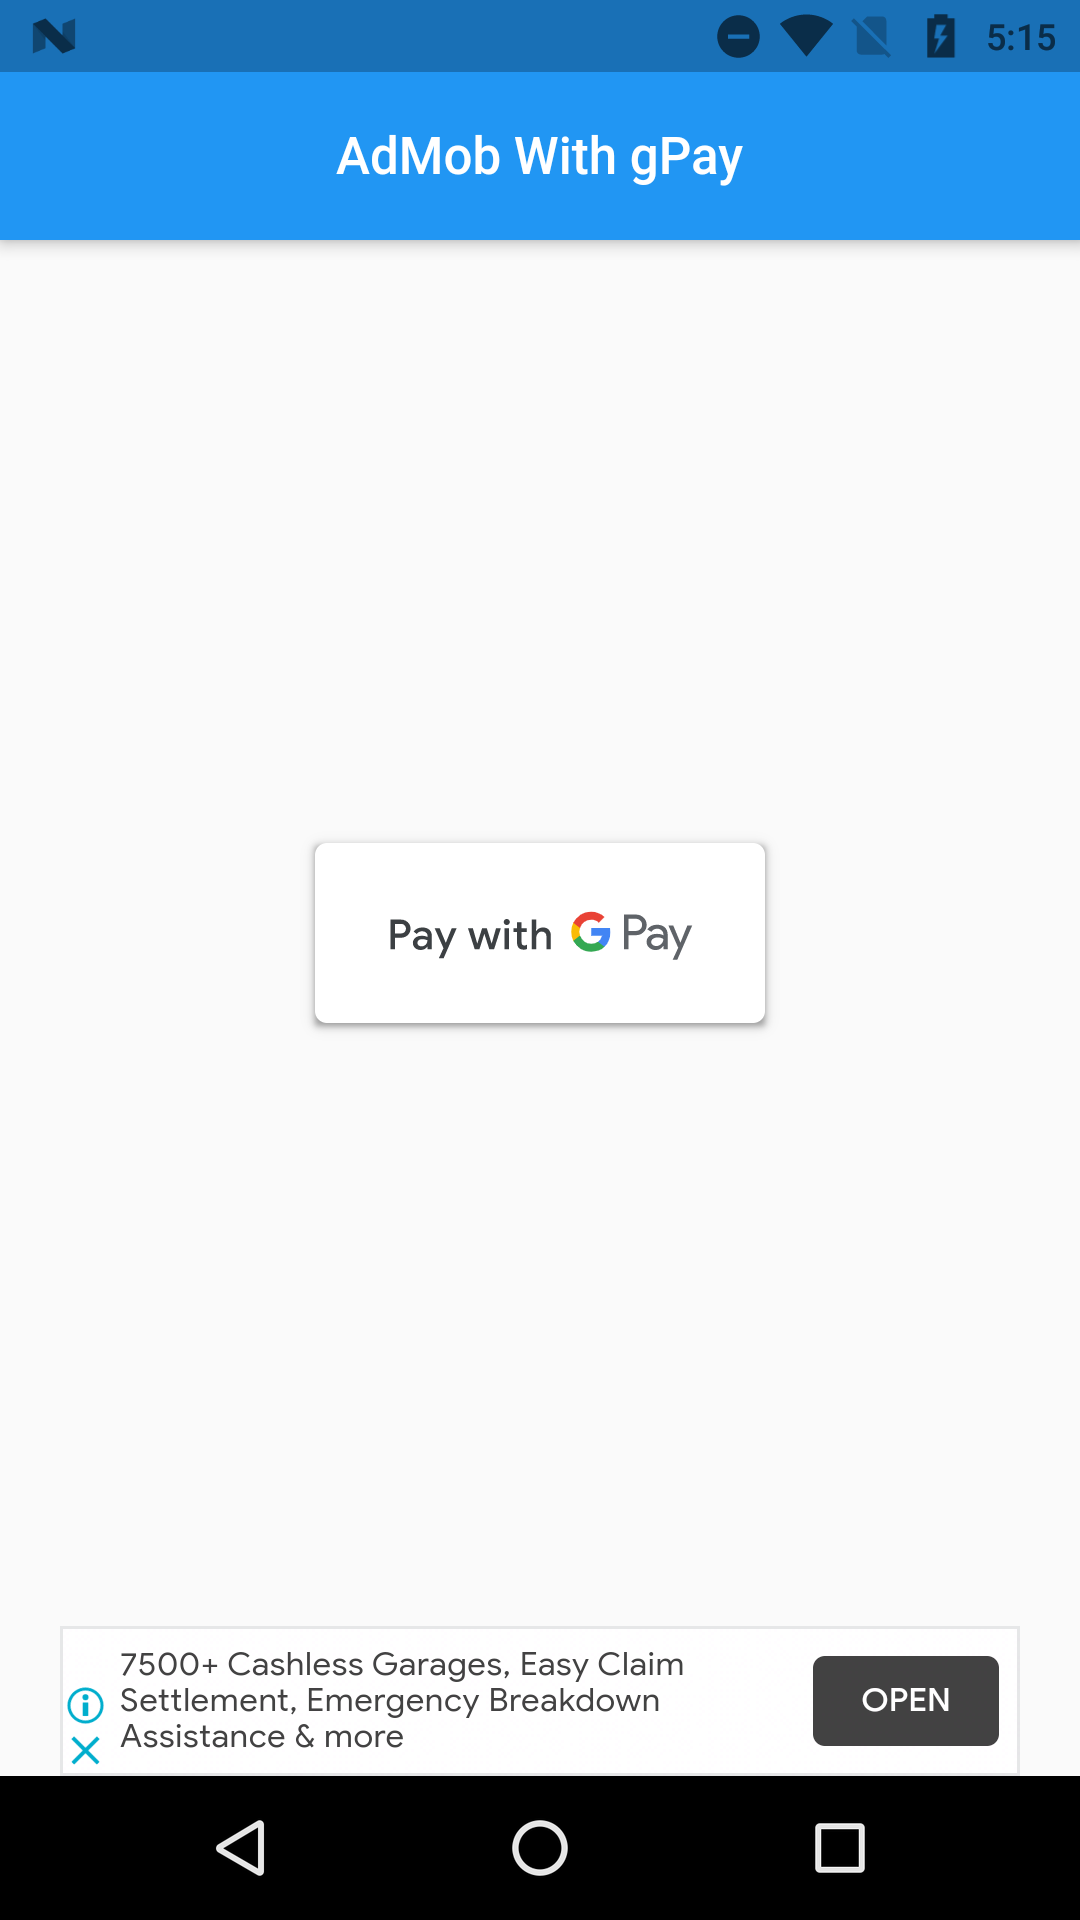 5:15
AdMob With gPay
Pay with G Pay
7500+ Cashless Garages, Easy Claim
Settlement, Emergency Breakdown
Assistance & more
OPEN